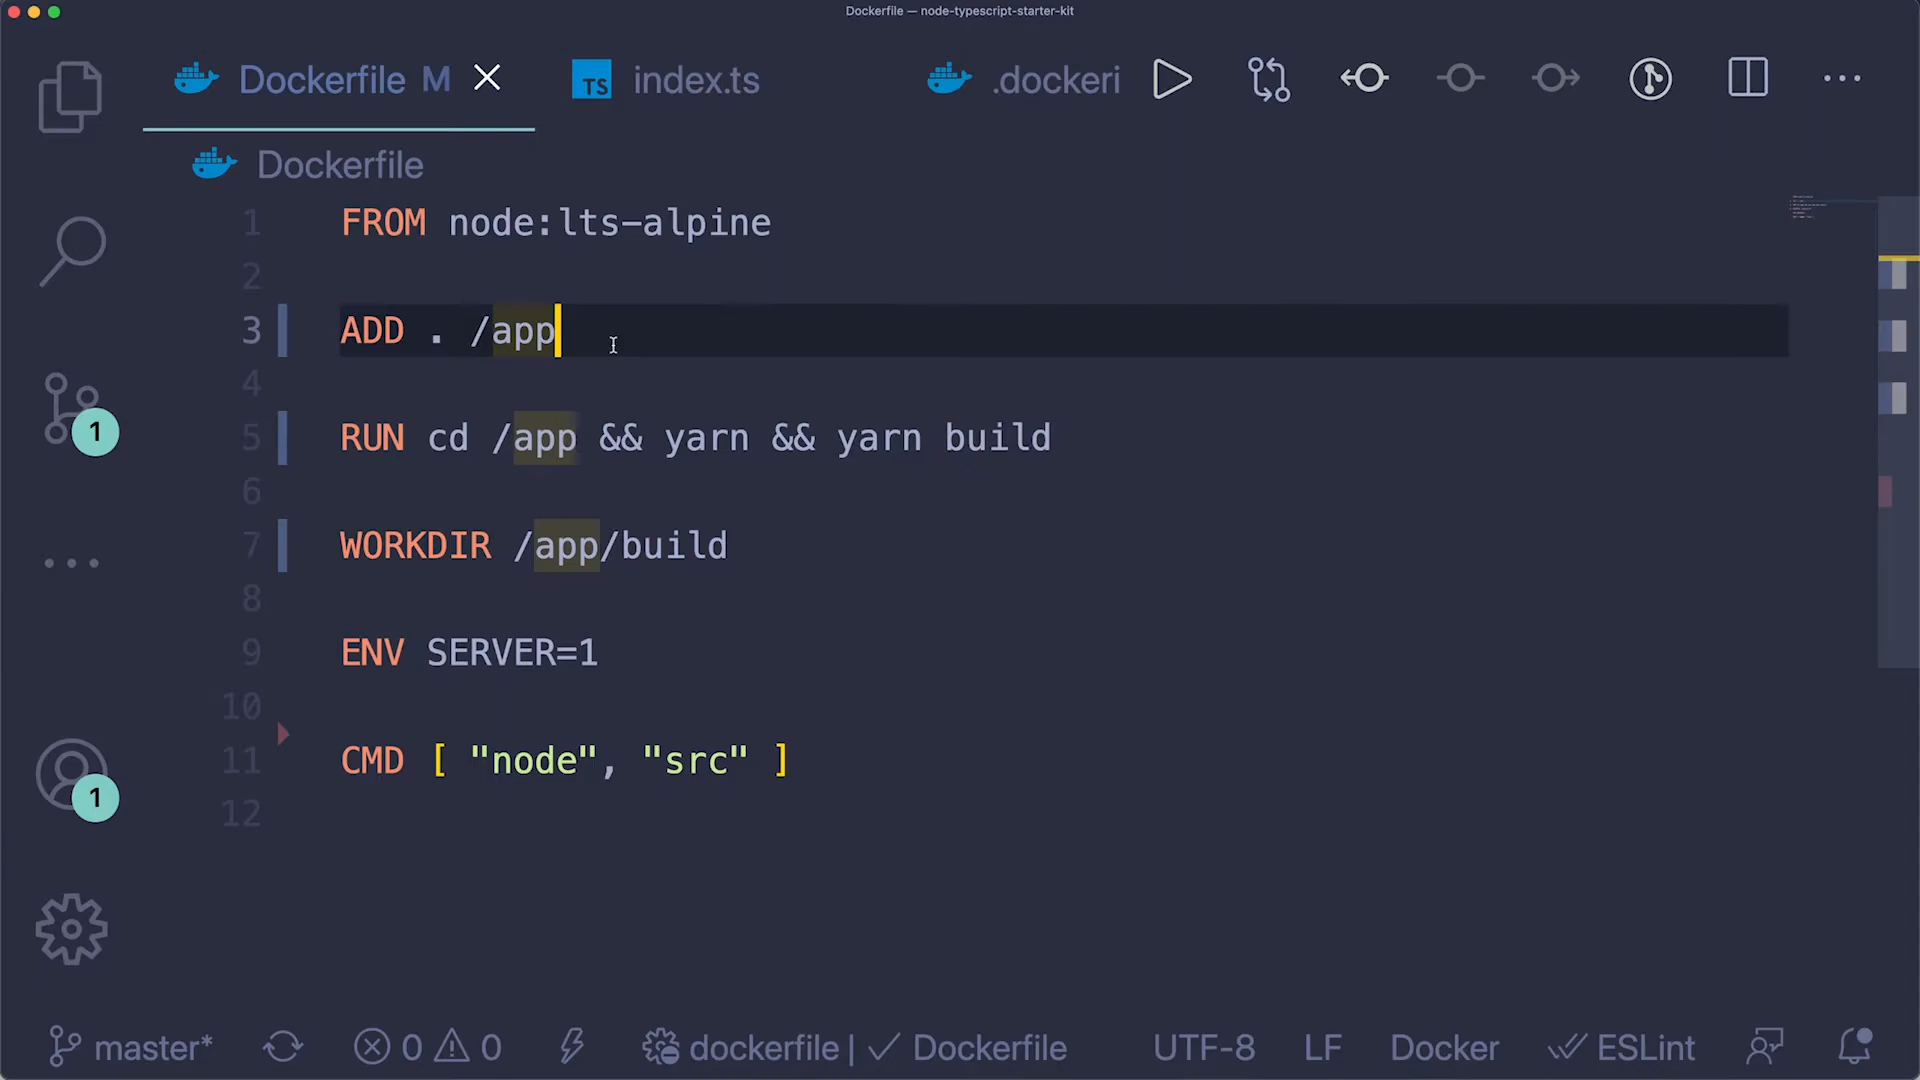 Dockerfile — node-typescript-starter-kit
Dockerfile M
TS index.ts
.dockeri
Dockerfile
1 FROM node:lts-alpine
2
3 ADD . /app
4
5 RUN cd /app && yarn && yarn build
6
7 WORKDIR /app/build
8
9 ENV SERVER=1
10
11 CMD [ "node", "src" ]
12
1
1
master* 0 0 dockerfile | Dockerfile UTF-8 LF Docker ESLint